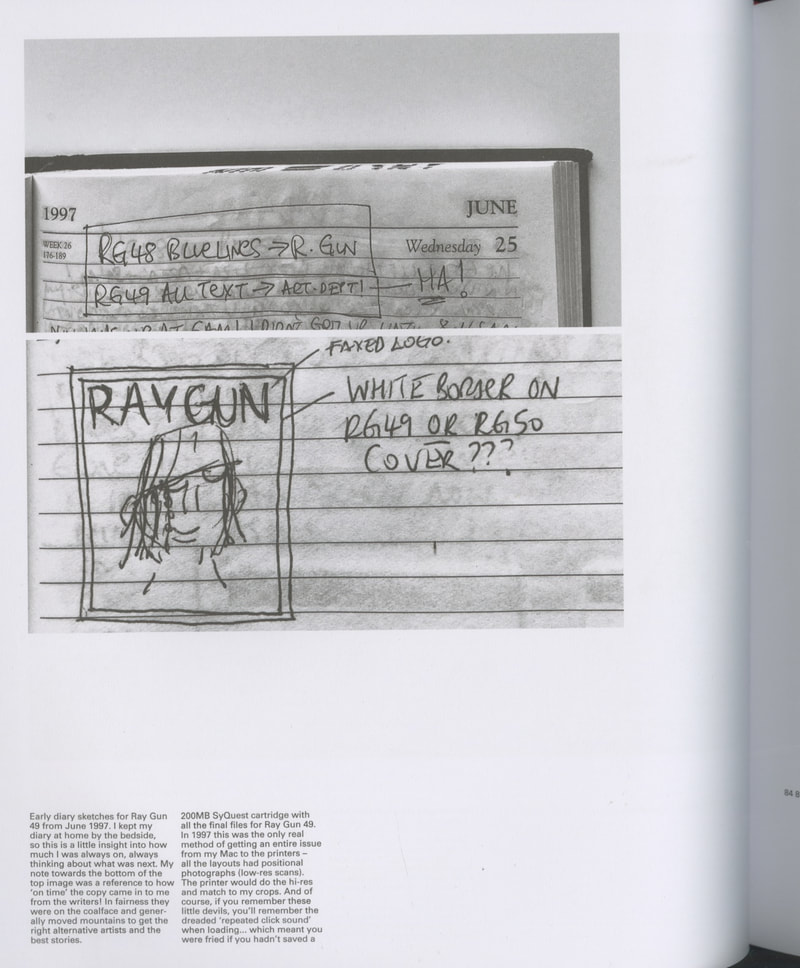 1997
JUNE
WEEK 26
176-189
Wednesday 25
RG48 BLUELINES → R. GUN
RG49 ALL TEXT → ART. DEPT!
HA!
FAXED LOGO.
RAYGUN
WHITE BORDER ON
RG49 OR RG50
COVER???
Early diary sketches for Ray Gun
49 from June 1997. I kept my
diary at home by the bedside,
so this is a little insight into how
much I was always on, always
thinking about what was next. My
note towards the bottom of the
top image was a reference to how
‘on time’ the copy came in to me
from the writers! In fairness they
were on the coalface and gener-
ally moved mountains to get the
right alternative artists and the
best stories.
200MB SyQuest cartridge with
all the final files for Ray Gun 49.
In 1997 this was the only real
method of getting an entire issue
from my Mac to the printers –
all the layouts had positional
photographs (low-res scans).
The printer would do the hi-res
and match to my crops. And of
course, if you remember these
little devils, you’ll remember the
dreaded ‘repeated click sound’
when loading... which meant you
were fried if you hadn’t saved a
84